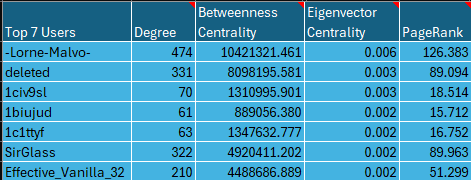 Top 7 Users Degree Betweenness Centrality Eigenvector Centrality PageRank
-Lorne-Malvo- 474 10421321.461 0.006 126.383
deleted 331 8098195.581 0.003 89.094
1civ9sl 70 1310995.901 0.003 18.514
1biujud 61 889056.380 0.002 15.712
1c1ttyf 63 1347632.777 0.002 16.752
SirGlass 322 4920411.202 0.002 89.963
Effective_Vanilla_32 210 4488686.889 0.002 51.299